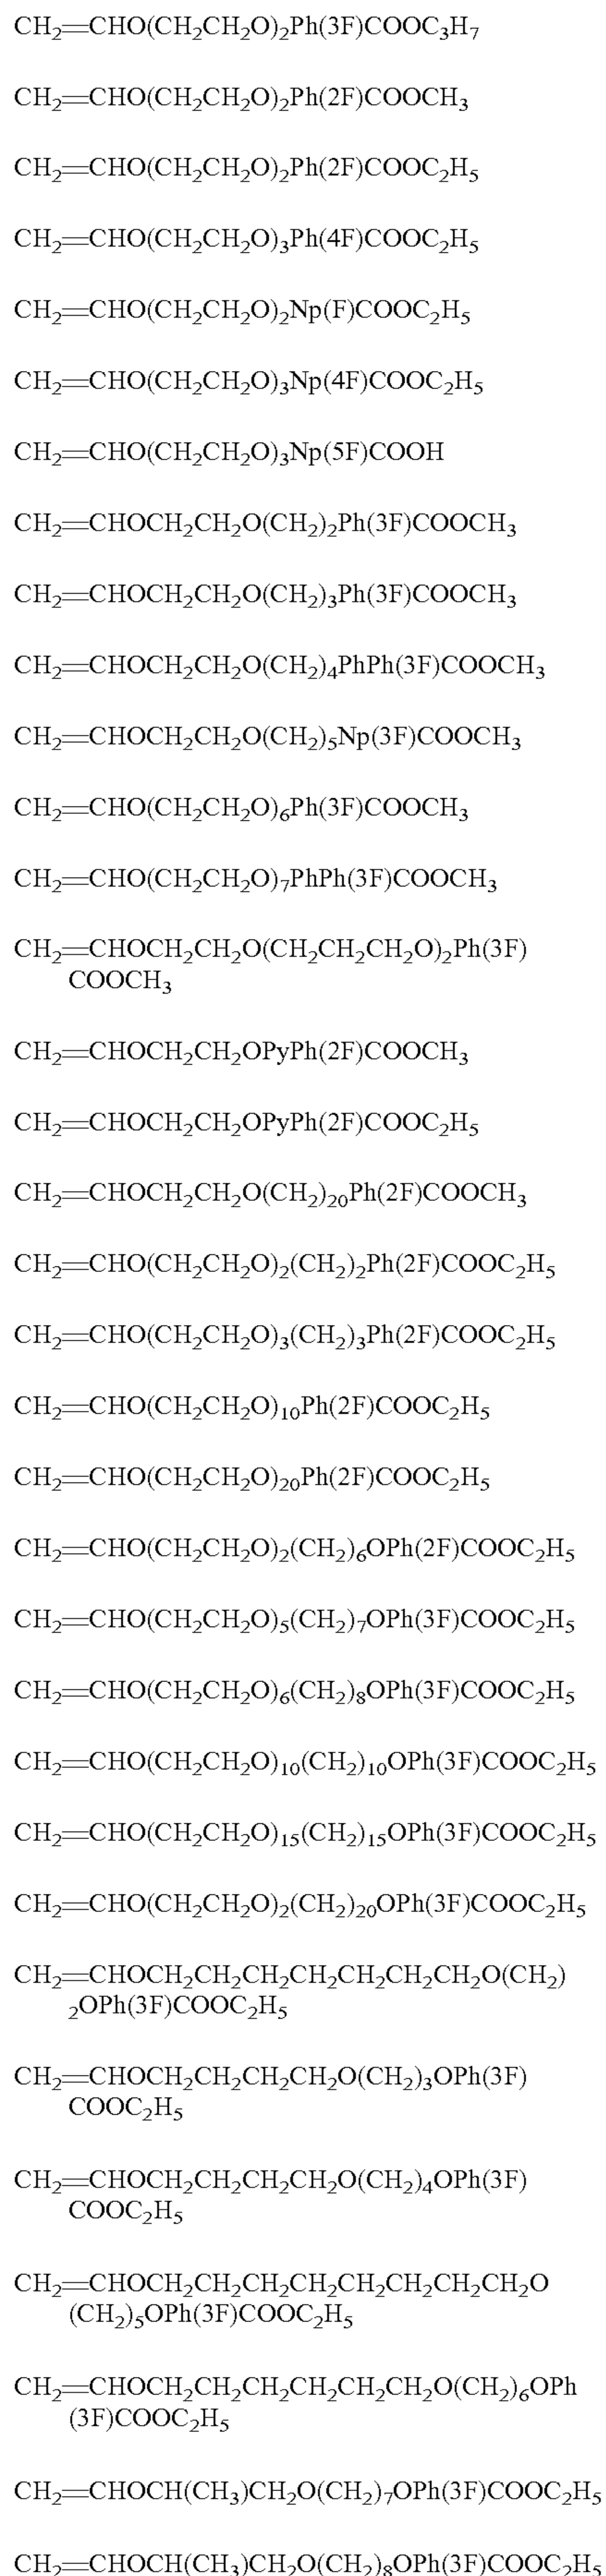 CH₂═CHO(CH₂CH₂O)₂Ph(3F)COOC₃H₇
CH₂═CHO(CH₂CH₂O)₂Ph(2F)COOCH₃
CH₂═CHO(CH₂CH₂O)₂Ph(2F)COOC₂H₅
CH₂═CHO(CH₂CH₂O)₃Ph(4F)COOC₂H₅
CH₂═CHO(CH₂CH₂O)₂Np(F)COOC₂H₅
CH₂═CHO(CH₂CH₂O)₃Np(4F)COOC₂H₅
CH₂═CHO(CH₂CH₂O)₃Np(5F)COOH
CH₂═CHOCH₂CH₂O(CH₂)₂Ph(3F)COOCH₃
CH₂═CHOCH₂CH₂O(CH₂)₃Ph(3F)COOCH₃
CH₂═CHOCH₂CH₂O(CH₂)₄PhPh(3F)COOCH₃
CH₂═CHOCH₂CH₂O(CH₂)₅Np(3F)COOCH₃
CH₂═CHO(CH₂CH₂O)₆Ph(3F)COOCH₃
CH₂═CHO(CH₂CH₂O)₇PhPh(3F)COOCH₃
CH₂═CHOCH₂CH₂O(CH₂CH₂CH₂O)₂Ph(3F)
COOCH₃
CH₂═CHOCH₂CH₂OPyPh(2F)COOCH₃
CH₂═CHOCH₂CH₂OPyPh(2F)COOC₂H₅
CH₂═CHOCH₂CH₂O(CH₂)₂₀Ph(2F)COOCH₃
CH₂═CHO(CH₂CH₂O)₂(CH₂)₂Ph(2F)COOC₂H₅
CH₂═CHO(CH₂CH₂O)₃(CH₂)₃Ph(2F)COOC₂H₅
CH₂═CHO(CH₂CH₂O)₁₀Ph(2F)COOC₂H₅
CH₂═CHO(CH₂CH₂O)₂₀Ph(2F)COOC₂H₅
CH₂═CHO(CH₂CH₂O)₂(CH₂)₆OPh(2F)COOC₂H₅
CH₂═CHO(CH₂CH₂O)₅(CH₂)₇OPh(3F)COOC₂H₅
CH₂═CHO(CH₂CH₂O)₆(CH₂)₈OPh(3F)COOC₂H₅
CH₂═CHO(CH₂CH₂O)₁₀(CH₂)₁₀OPh(3F)COOC₂H₅
CH₂═CHO(CH₂CH₂O)₁₅(CH₂)₁₅OPh(3F)COOC₂H₅
CH₂═CHO(CH₂CH₂O)₂(CH₂)₂₀OPh(3F)COOC₂H₅
CH₂═CHOCH₂CH₂CH₂CH₂CH₂CH₂CH₂O(CH₂)
₂OPh(3F)COOC₂H₅
CH₂═CHOCH₂CH₂CH₂CH₂O(CH₂)₃OPh(3F)
COOC₂H₅
CH₂═CHOCH₂CH₂CH₂CH₂O(CH₂)₄OPh(3F)
COOC₂H₅
CH₂═CHOCH₂CH₂CH₂CH₂CH₂CH₂CH₂CH₂O
(CH₂)₅OPh(3F)COOC₂H₅
CH₂═CHOCH₂CH₂CH₂CH₂CH₂CH₂O(CH₂)₆OPh
(3F)COOC₂H₅
CH₂═CHOCH(CH₃)CH₂O(CH₂)₇OPh(3F)COOC₂H₅
CH₂═CHOCH(CH₃)CH₂O(CH₂)₈OPh(3F)COOC₂H₅